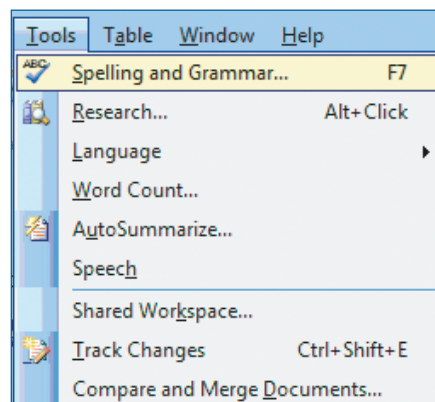 Tools Table Window Help
ABC Spelling and Grammar... F7
Research... Alt+Click
Language
Word Count...
AutoSummarize...
Speech
Shared Workspace...
Track Changes Ctrl+Shift+E
Compare and Merge Documents...